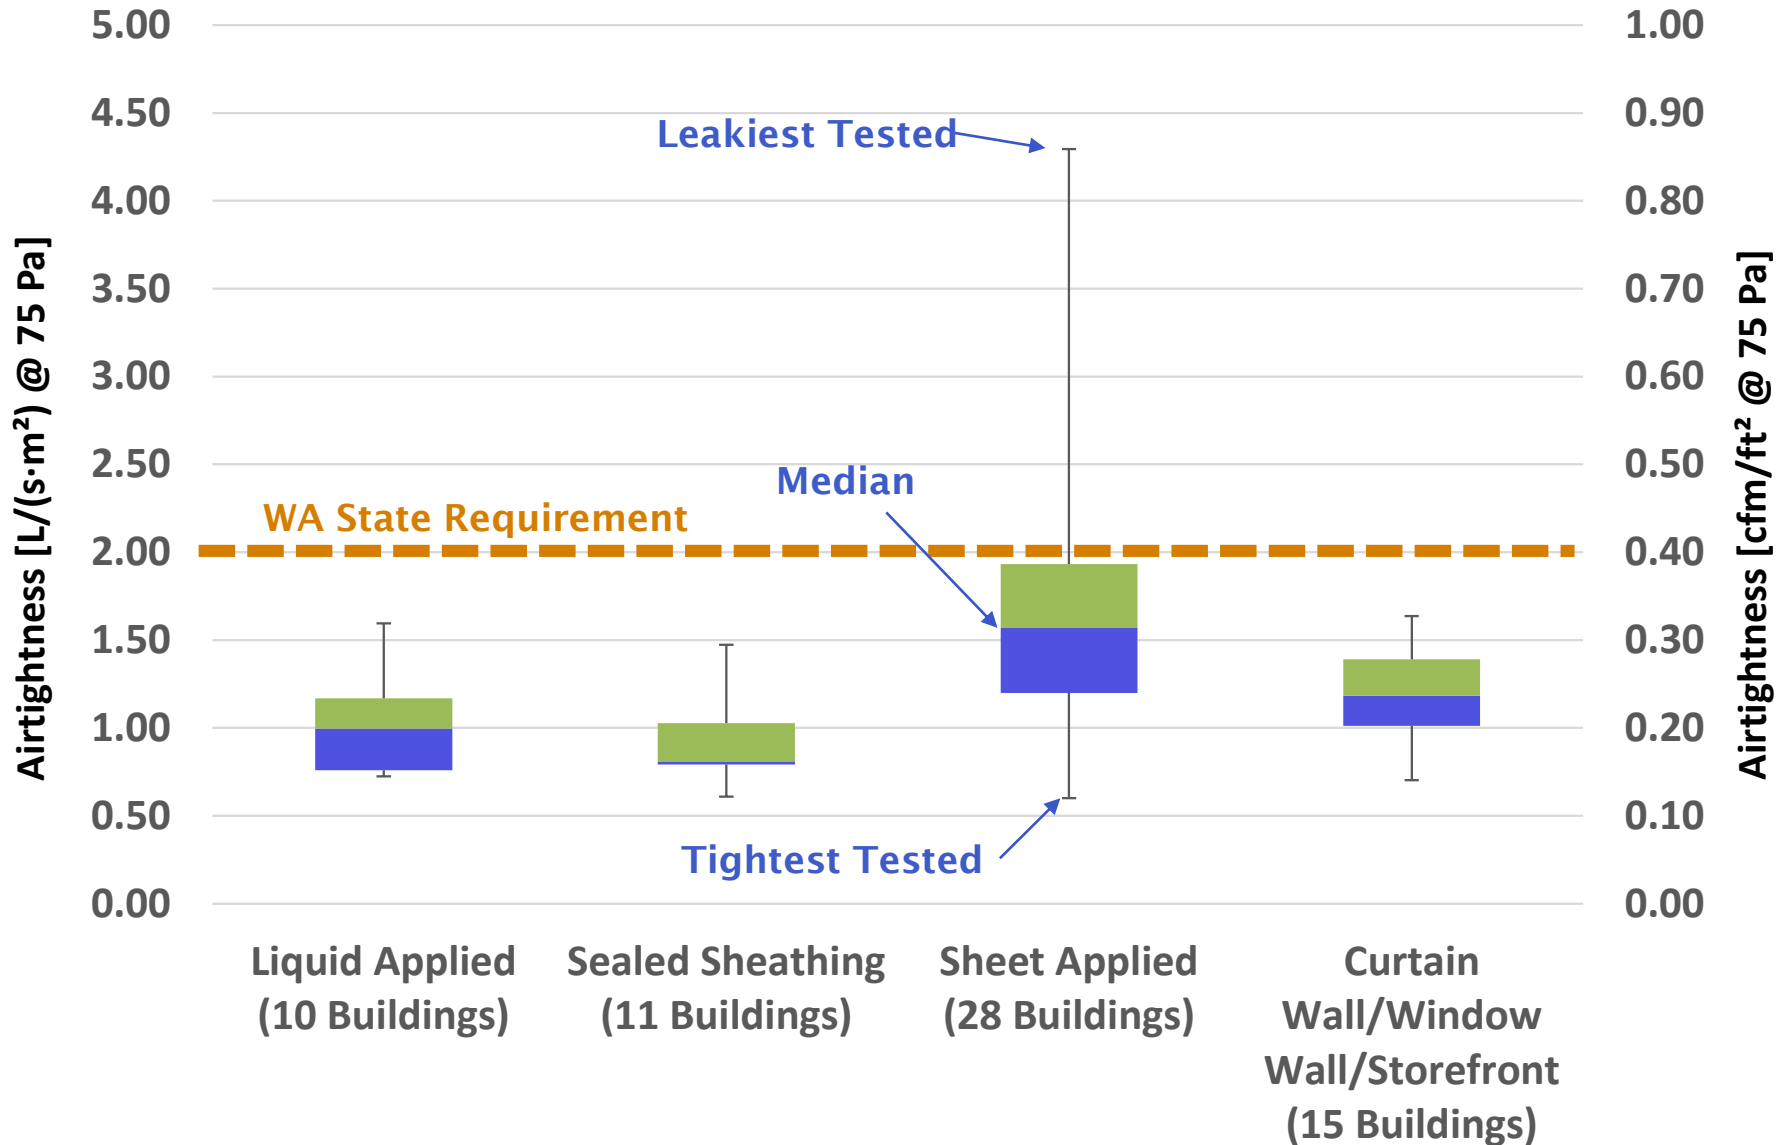 5.00
4.50
4.00
3.50
3.00
2.50
2.00
1.50
1.00
0.50
0.00
Airtightness [L/(s·m²) @ 75 Pa]
Leakiest Tested
Median
WA State Requirement
Tightest Tested
1.00
0.90
0.80
0.70
0.60
0.50
0.40
0.30
0.20
0.10
0.00
Airtightness [cfm/ft² @ 75 Pa]
Liquid Applied
(10 Buildings)
Sealed Sheathing
(11 Buildings)
Sheet Applied
(28 Buildings)
Curtain
Wall/Window
Wall/Storefront
(15 Buildings)